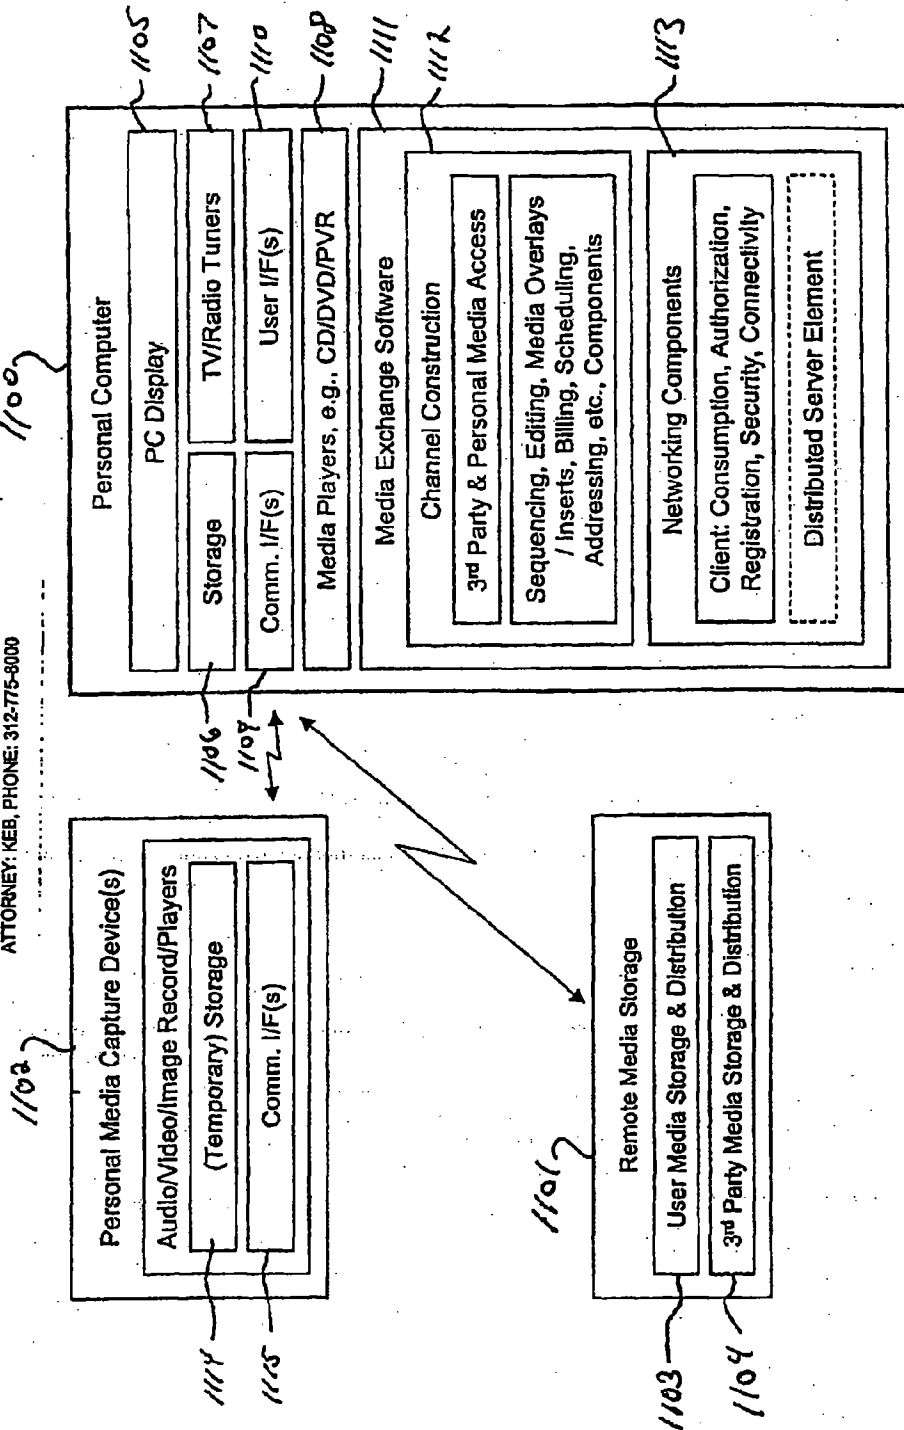 ATTORNEY: KEB, PHONE: 312-775-8000
1102
Personal Media Capture Device(s)
Audio/Video/Image Record/Players
(Temporary) Storage
Comm. I/F(s)
1114
1115
1100
Personal Computer
PC Display
Storage
TV/Radio Tuners
Comm. I/F(s)
User I/F(s)
Media Players, e.g., CD/DVD/PVR
Media Exchange Software
Channel Construction
3rd Party & Personal Media Access
Sequencing, Editing, Media Overlays
/ Inserts, Billing, Scheduling,
Addressing, etc., Components
Networking Components
Client: Consumption, Authorization,
Registration, Security, Connectivity
Distributed Server Element
1105
1107
1110
1108
1111
1112
1113
1106
1109
1101
Remote Media Storage
User Media Storage & Distribution
3rd Party Media Storage & Distribution
1103
1104